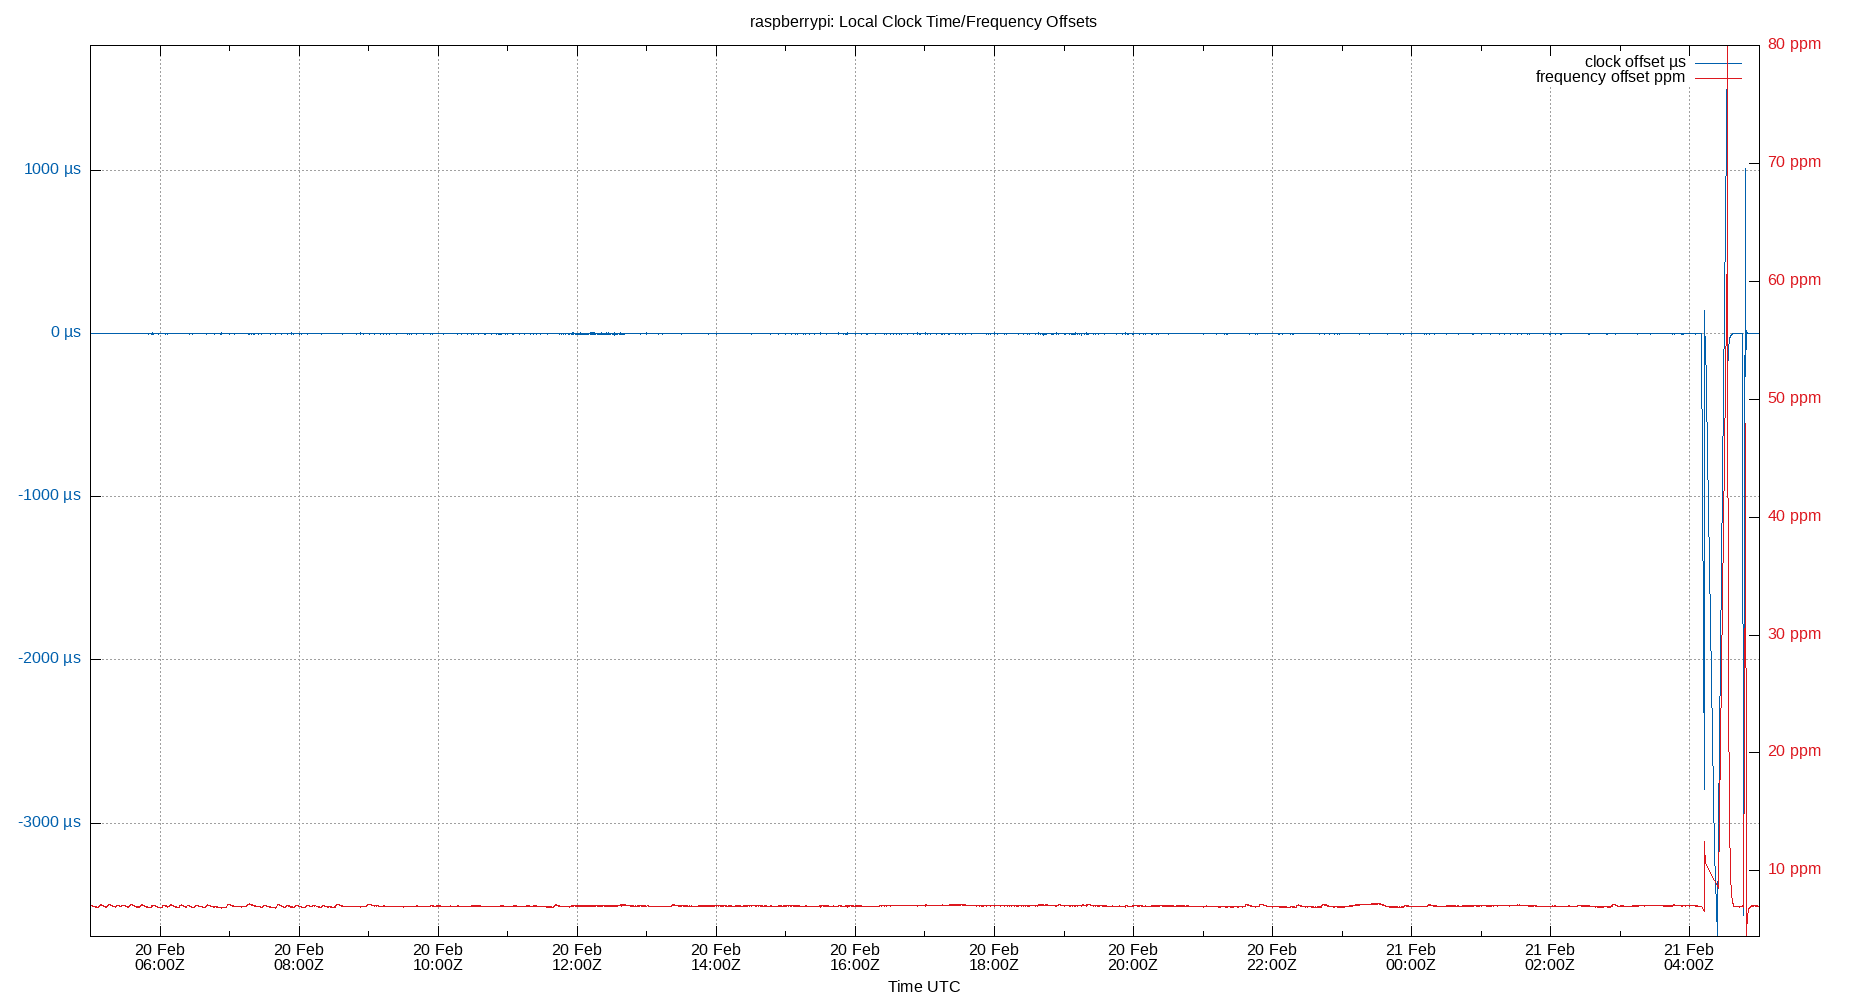 raspberrypi: Local Clock Time/Frequency Offsets
clock offset µs
frequency offset ppm
1000 µs
0 µs
-1000 µs
-2000 µs
-3000 µs
80 ppm
70 ppm
60 ppm
50 ppm
40 ppm
30 ppm
20 ppm
10 ppm
20 Feb 20 Feb 20 Feb 20 Feb 20 Feb 20 Feb 20 Feb 20 Feb 20 Feb 21 Feb 21 Feb 21 Feb
06:00Z 08:00Z 10:00Z 12:00Z 14:00Z 16:00Z 18:00Z 20:00Z 22:00Z 00:00Z 02:00Z 04:00Z
Time UTC